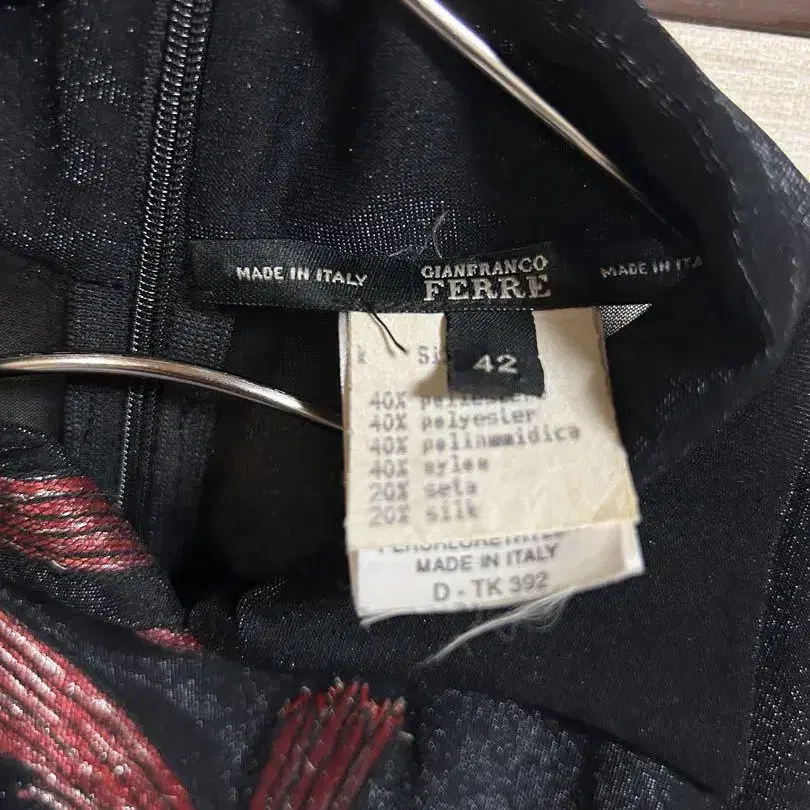 MADE IN ITALY
GIANFRANCO
FERRE
MADE IN ITA
42
40%
40% polyester
40% poliammidica
40% nylon
20% seta
20% silk
MADE IN ITALY
D - TK 392